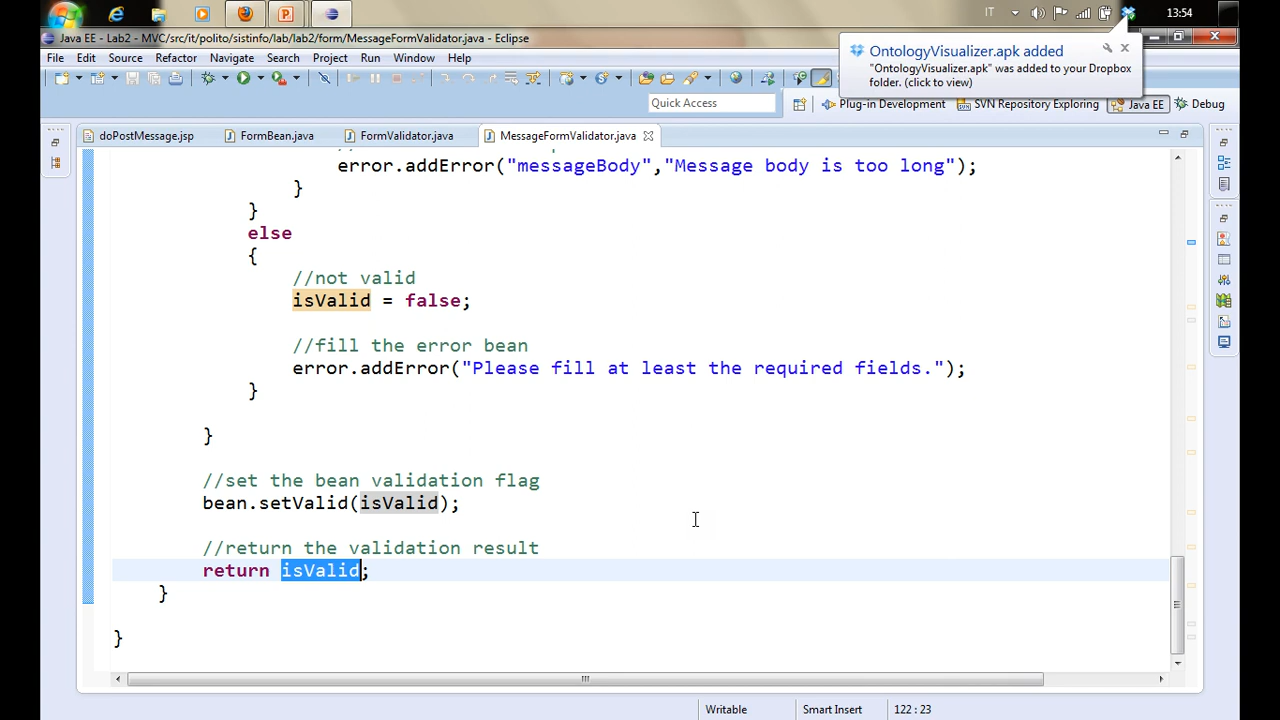 IT
13:54
Java EE - Lab2 - MVC/src/it/polito/sistinfo/lab/lab2/form/MessageFormValidator.java - Eclipse
OntologyVisualizer.apk added
"OntologyVisualizer.apk" was added to your Dropbox
folder. (click to view)
File Edit Source Refactor Navigate Search Project Run Window Help
Quick Access
Plug-in Development
SVN Repository Exploring
Java EE
Debug
doPostMessage.jsp
FormBean.java
FormValidator.java
MessageFormValidator.java
error.addError("messageBody","Message body is too long");
}
}
else
{
//not valid
isValid = false;
//fill the error bean
error.addError("Please fill at least the required fields.");
}
}
//set the bean validation flag
bean.setValid(isValid);
//return the validation result
return isValid;
}
}
Writable
Smart Insert
122 : 23